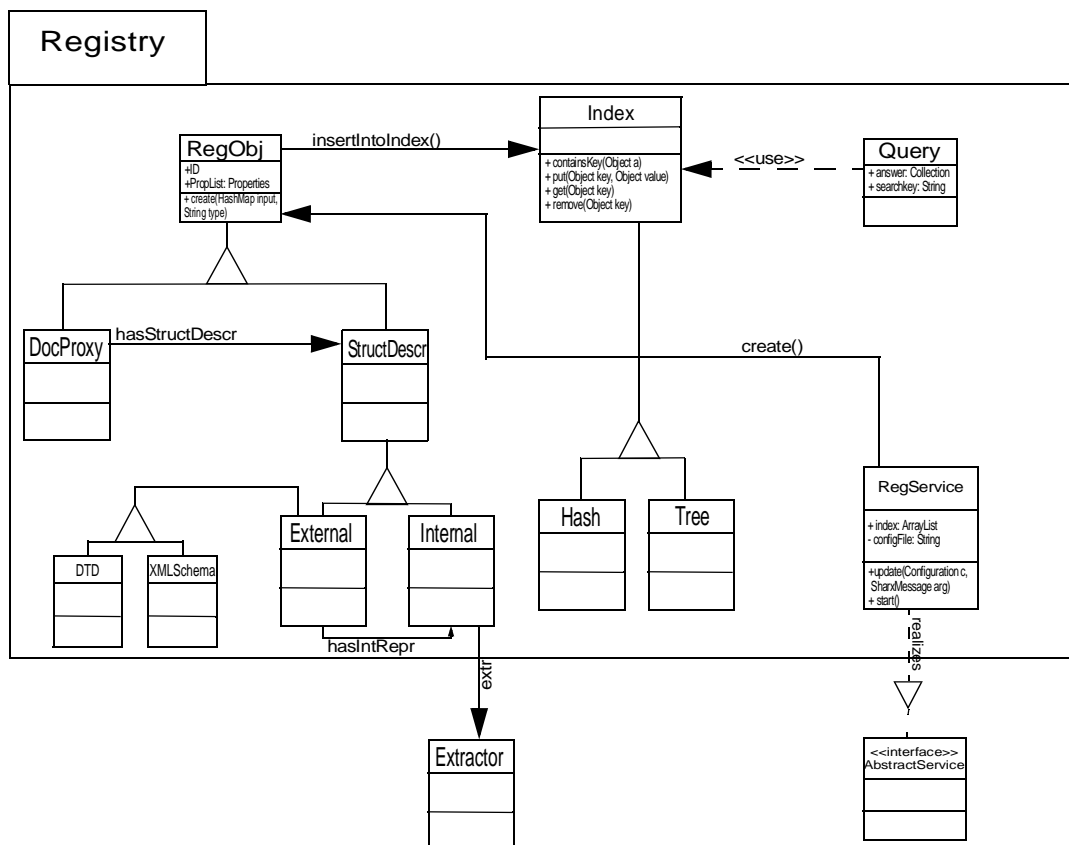 Registry
RegObj
+ID
+PropList: Properties
+ create(HashMap input,
String type)
insertIntoIndex()
Index
+ containsKey(Object a)
+ put(Object key, Object value)
+ get(Object key)
+ remove(Object key)
<<use>>
Query
+ answer: Collection
+ searchkey: String
DocProxy
hasStructDescr
StructDescr
create()
RegService
+ index: ArrayList
- configFile: String
+update(Configuration c,
SharxMessage arg)
+ start()
Hash
Tree
External
Internal
DTD
XMLSchema
hasIntRepr
extr
realizes
Extractor
<<interface>>
AbstractService